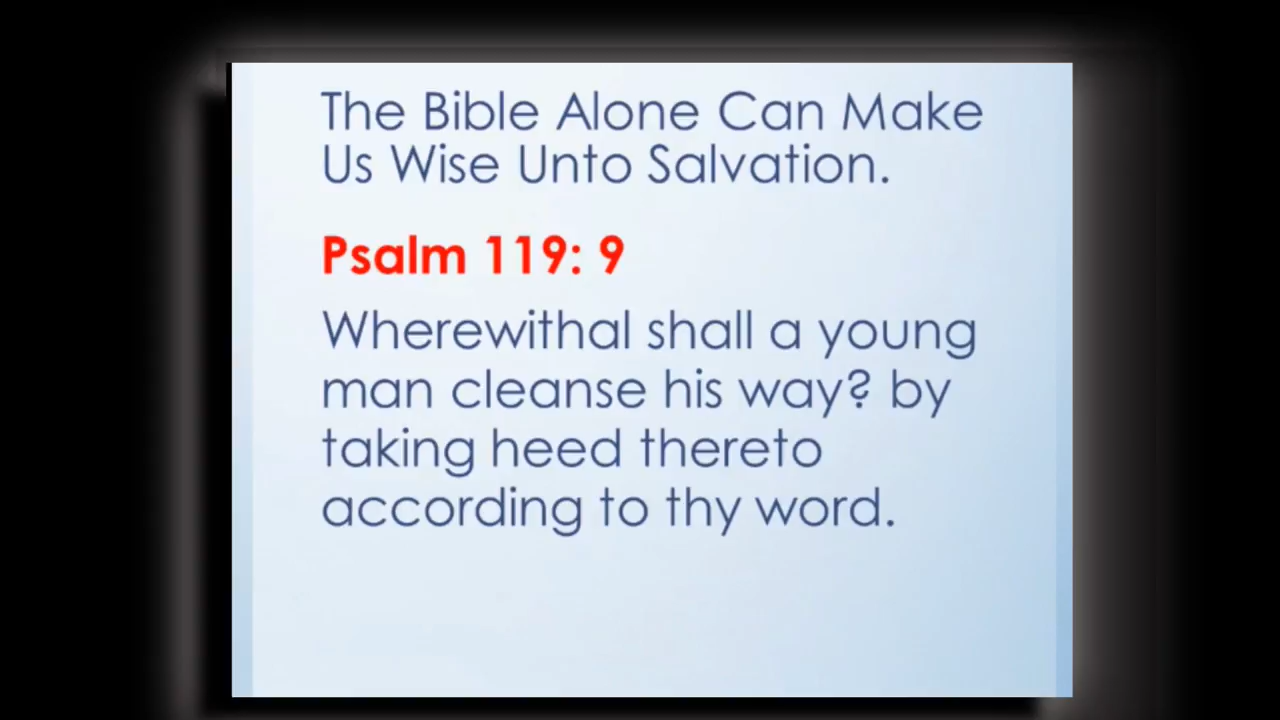 The Bible Alone Can Make
Us Wise Unto Salvation.
Psalm 119: 9
Wherewithal shall a young
man cleanse his way? by
taking heed thereto
according to thy word.